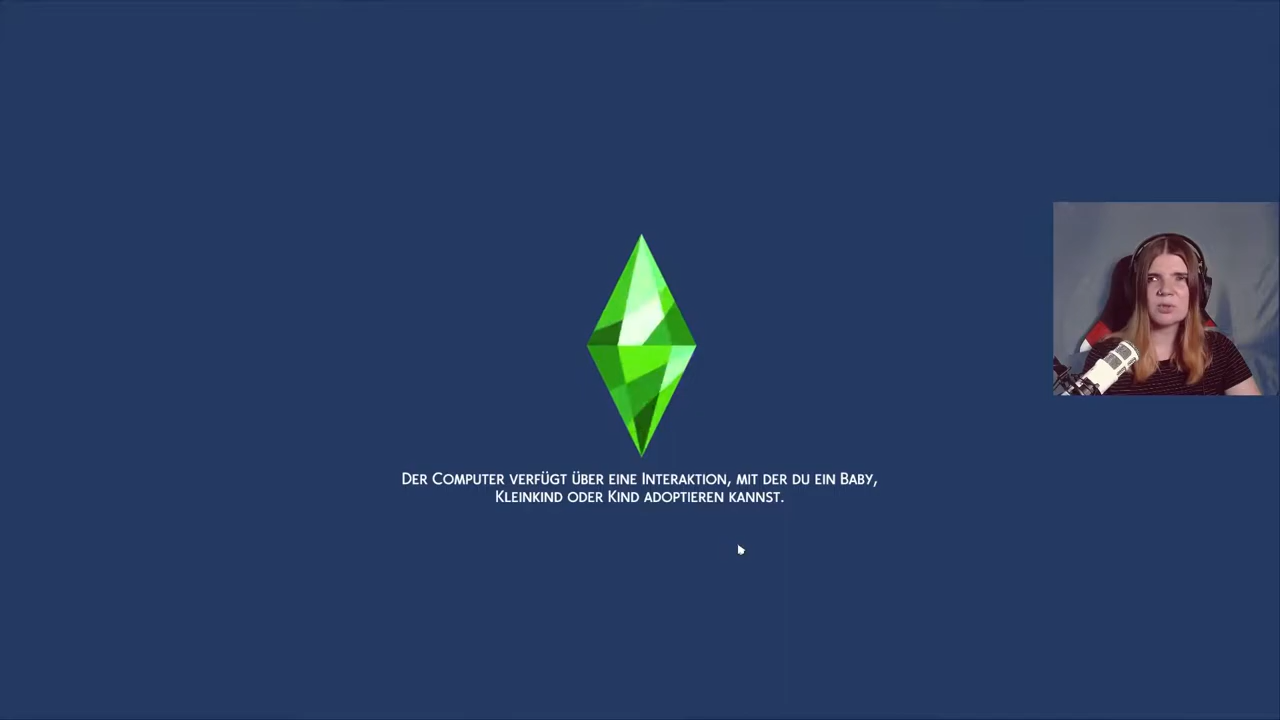 Der Computer verfügt über eine Interaktion, mit der du ein Baby,
Kleinkind oder Kind adoptieren kannst.